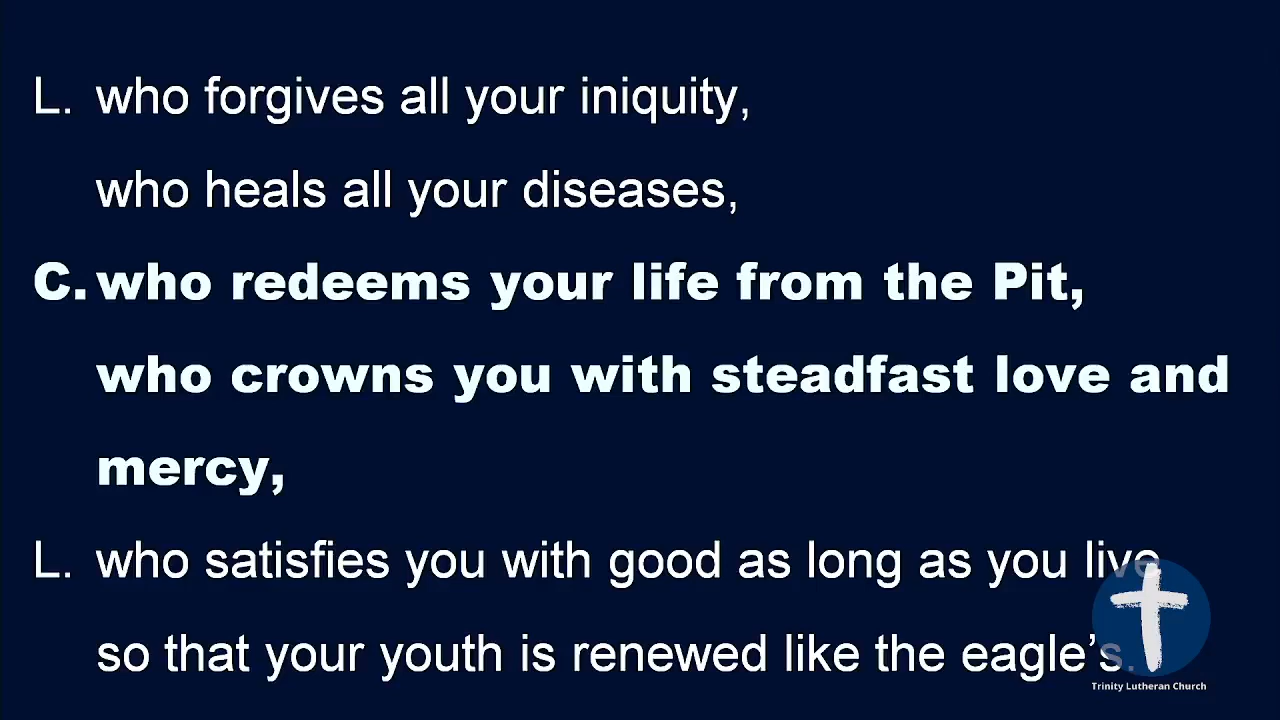 L. who forgives all your iniquity,
who heals all your diseases,
C. who redeems your life from the Pit,
who crowns you with steadfast love and
mercy,
L. who satisfies you with good as long as you live
so that your youth is renewed like the eagle’s.
Trinity Lutheran Church